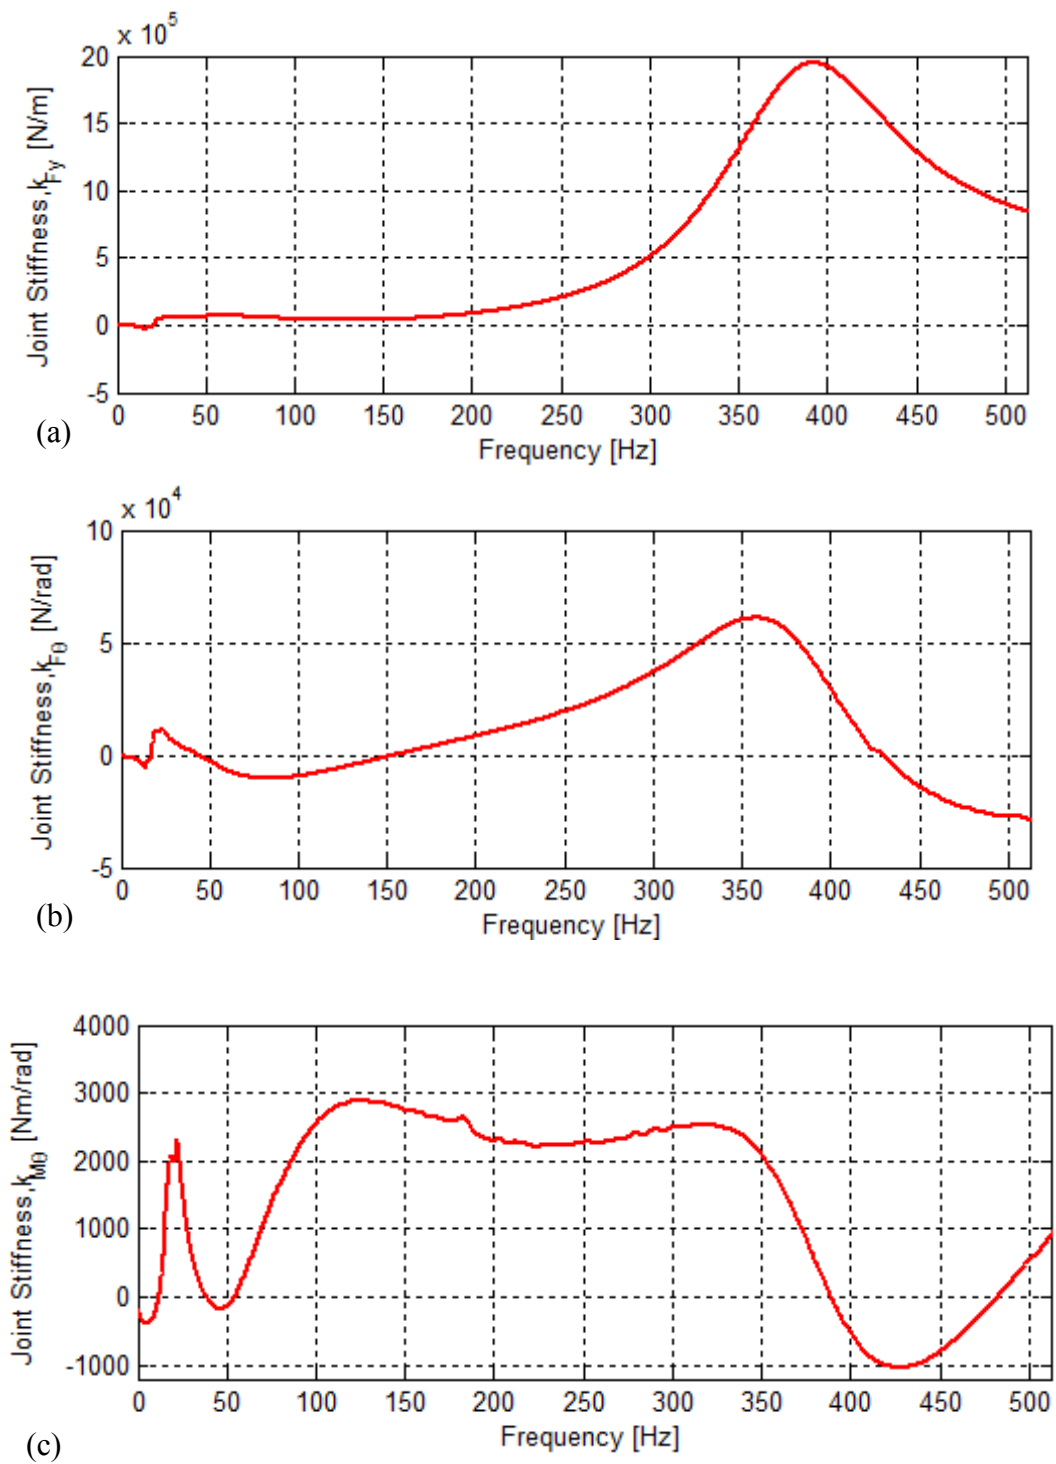 x 10^5
20
15
10
5
0
-5
Joint Stiffness,k_Fy [N/m]
0 50 100 150 200 250 300 350 400 450 500
Frequency [Hz]
(a)
x 10^4
10
5
0
-5
Joint Stiffness,k_Fθ [N/rad]
0 50 100 150 200 250 300 350 400 450 500
Frequency [Hz]
(b)
4000
3000
2000
1000
0
-1000
Joint Stiffness,k_Mθ [Nm/rad]
0 50 100 150 200 250 300 350 400 450 500
Frequency [Hz]
(c)